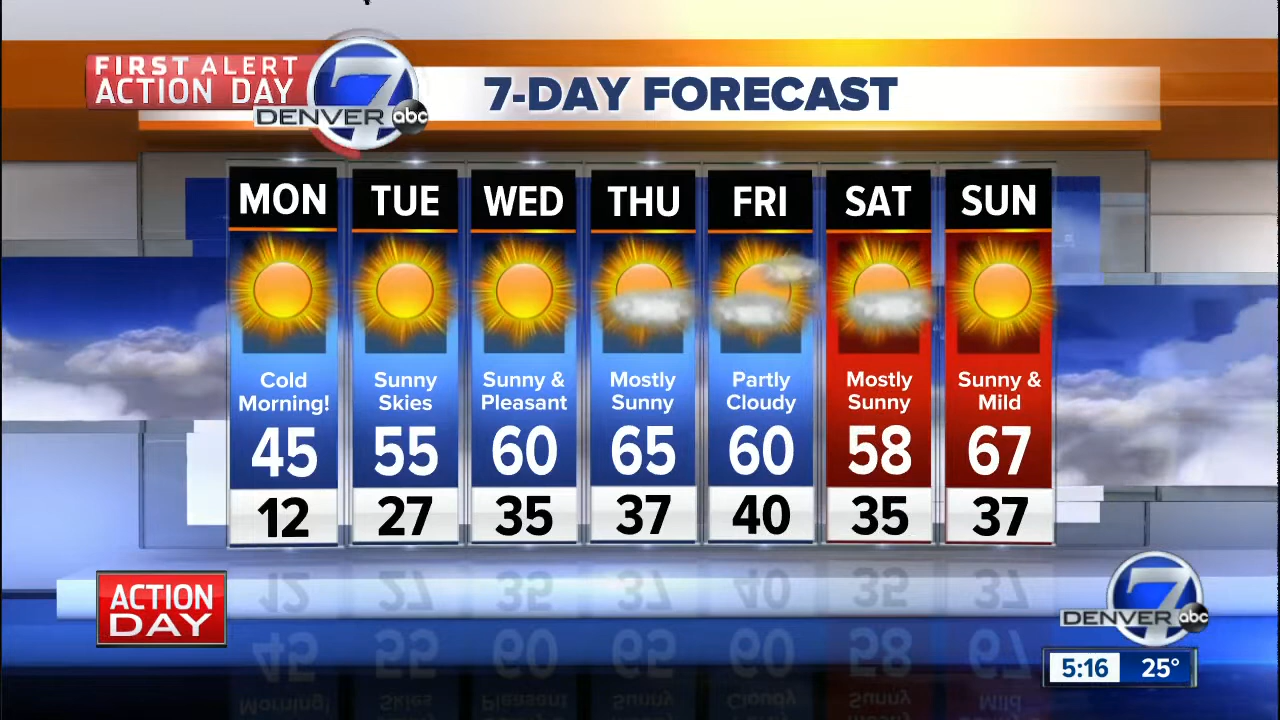 FIRST ALERT
ACTION DAY
7
DENVER abc
7-DAY FORECAST
MON TUE WED THU FRI SAT SUN
Cold Morning!
Sunny Skies
Sunny & Pleasant
Mostly Sunny
Partly Cloudy
Mostly Sunny
Sunny & Mild
45 55 60 65 60 58 67
12 27 35 37 40 35 37
ACTION
DAY
7
DENVER abc
5:16 25°